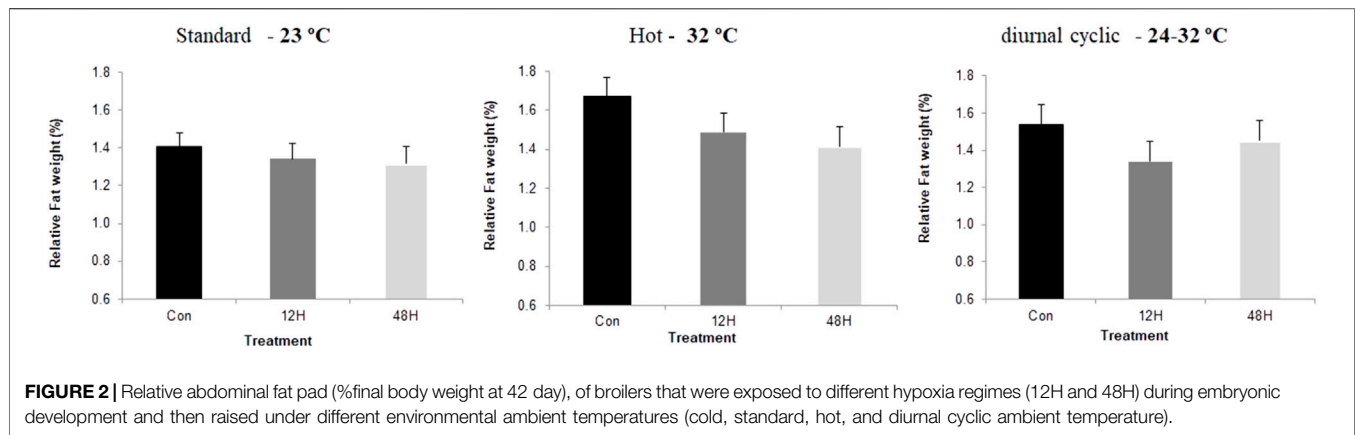 Standard - 23 ºC
Relative Fat weight (%)
1.8
1.6
1.4
1.2
1.0
0.8
0.6
Con 12H 48H
Treatment
Hot - 32 ºC
Relative Fat weight (%)
1.8
1.6
1.4
1.2
1.0
0.8
0.6
Con 12H 48H
Treatment
diurnal cyclic - 24-32 ºC
Relative Fat weight (%)
1.8
1.6
1.4
1.2
1.0
0.8
0.6
Con 12H 48H
Treatment
FIGURE 2 | Relative abdominal fat pad (%final body weight at 42 day), of broilers that were exposed to different hypoxia regimes (12H and 48H) during embryonic
development and then raised under different environmental ambient temperatures (cold, standard, hot, and diurnal cyclic ambient temperature).